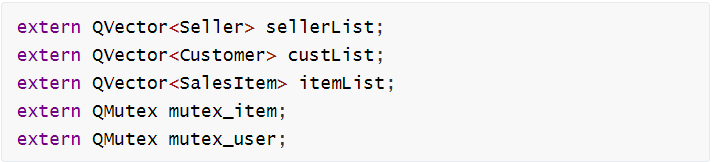 extern QVector<Seller> sellerList;
extern QVector<Customer> custList;
extern QVector<SalesItem> itemList;
extern QMutex mutex_item;
extern QMutex mutex_user;